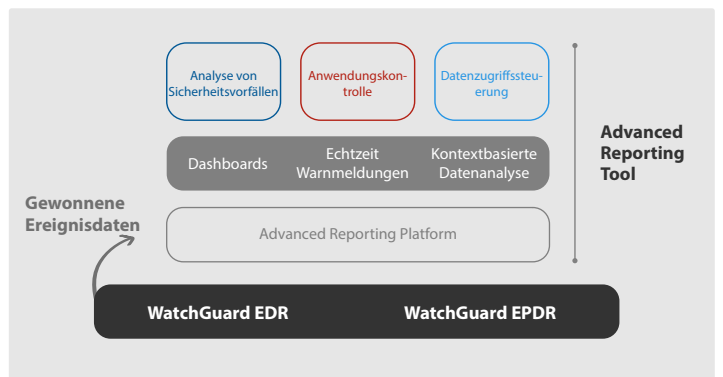 Analyse von
Sicherheitsvorfällen
Anwendungskon-
trolle
Datenzugriffssteu-
erung
Dashboards
Echtzeit
Warnmeldungen
Kontextbasierte
Datenanalyse
Advanced
Reporting
Tool
Gewonnene
Ereignisdaten
Advanced Reporting Platform
WatchGuard EDR
WatchGuard EPDR